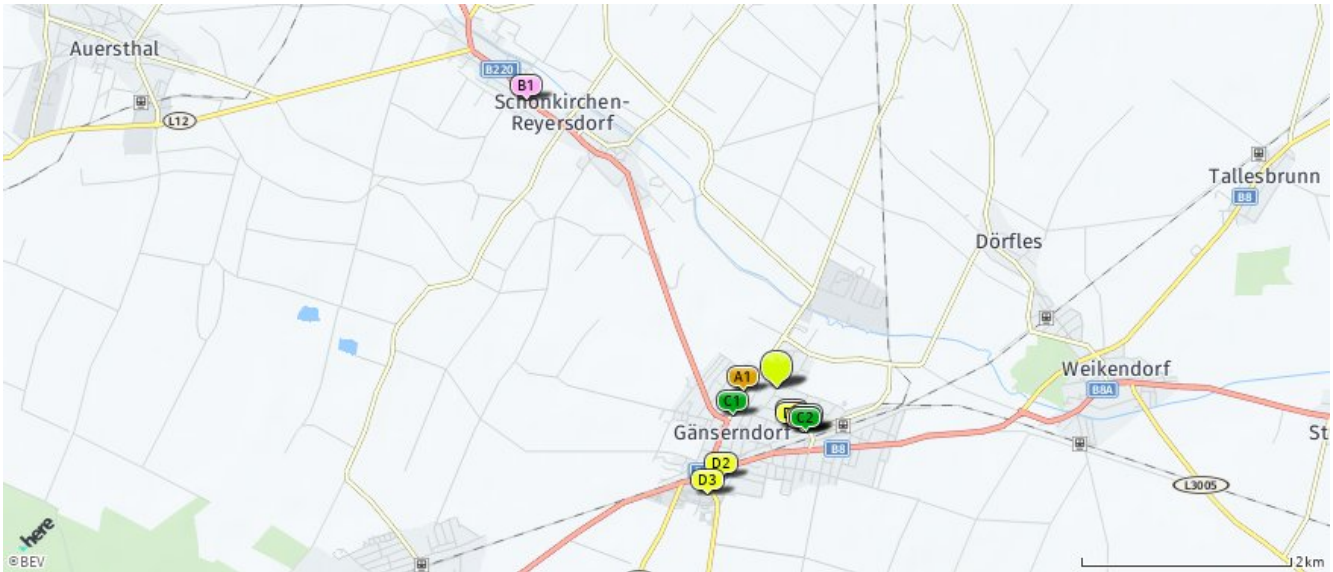 Auersthal
B220
B1
Schönkirchen-
Reyersdorf
L12
Tallesbrunn
B8
Dörfles
Weikendorf
B8A
A1
C1
C2
Gänserndorf
B8
St
D2
D3
L3005
here
©BEV
2km